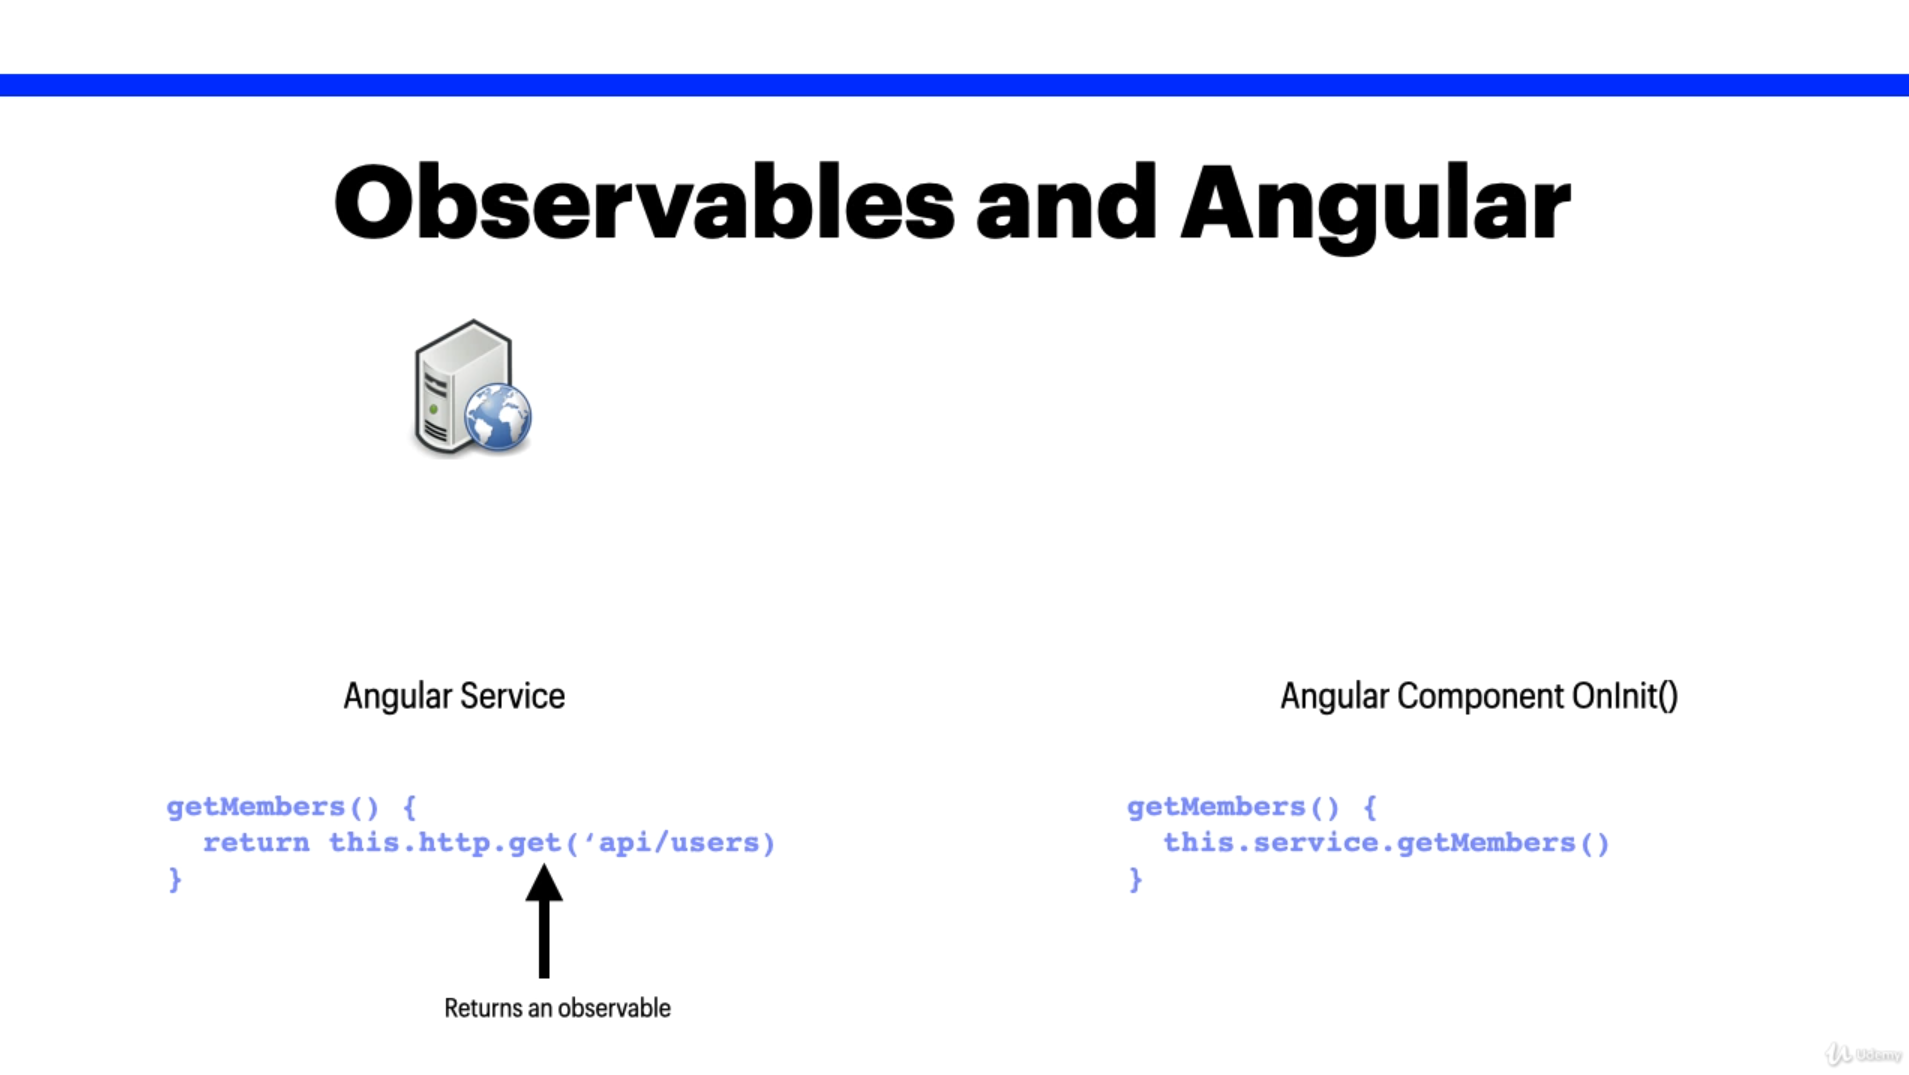 Observables and Angular
Angular Service
getMembers() {
  return this.http.get(‘api/users)
}
Returns an observable
Angular Component OnInit()
getMembers() {
  this.service.getMembers()
}
Udemy